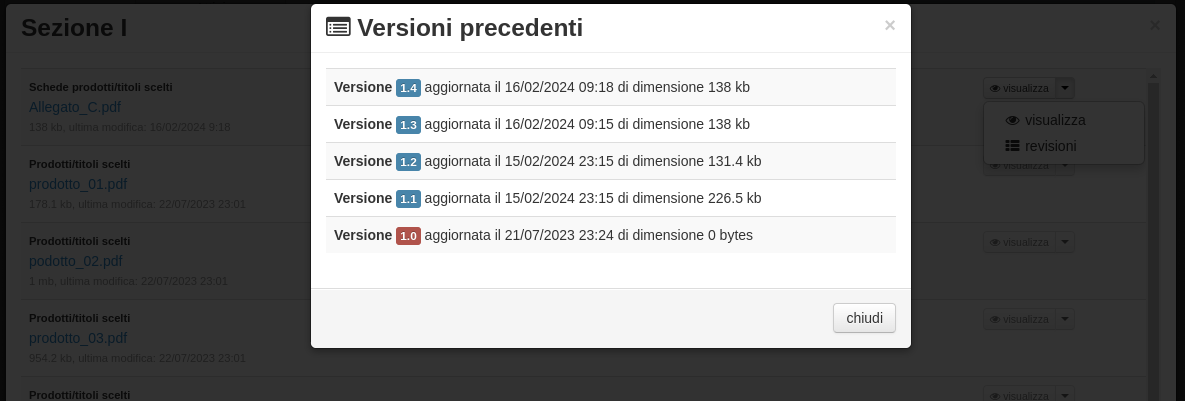 Sezione I
×
Schede prodotti/titoli scelti
Allegato_C.pdf
138 kb, ultima modifica: 16/02/2024 9:18
visualizza
visualizza
revisioni
Prodotti/titoli scelti
prodotto_01.pdf
178.1 kb, ultima modifica: 22/07/2023 23:01
visualizza
Prodotti/titoli scelti
podotto_02.pdf
1 mb, ultima modifica: 22/07/2023 23:01
visualizza
Prodotti/titoli scelti
prodotto_03.pdf
954.2 kb, ultima modifica: 22/07/2023 23:01
visualizza
Prodotti/titoli scelti
visualizza
Versioni precedenti
×
Versione 1.4 aggiornata il 16/02/2024 09:18 di dimensione 138 kb
Versione 1.3 aggiornata il 16/02/2024 09:15 di dimensione 138 kb
Versione 1.2 aggiornata il 15/02/2024 23:15 di dimensione 131.4 kb
Versione 1.1 aggiornata il 15/02/2024 23:15 di dimensione 226.5 kb
Versione 1.0 aggiornata il 21/07/2023 23:24 di dimensione 0 bytes
chiudi